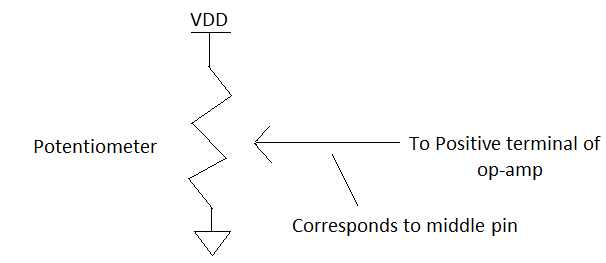 VDD
Potentiometer
To Positive terminal of
op-amp
Corresponds to middle pin